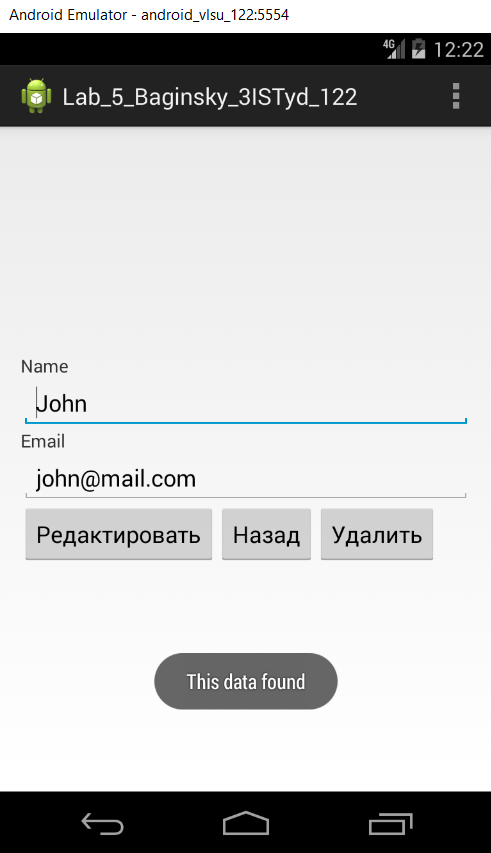 Android Emulator - android_vlsu_122:5554
4G 12:22
Lab_5_Baginsky_3ISTyd_122
Name
John
Email
john@mail.com
Редактировать Назад Удалить
This data found